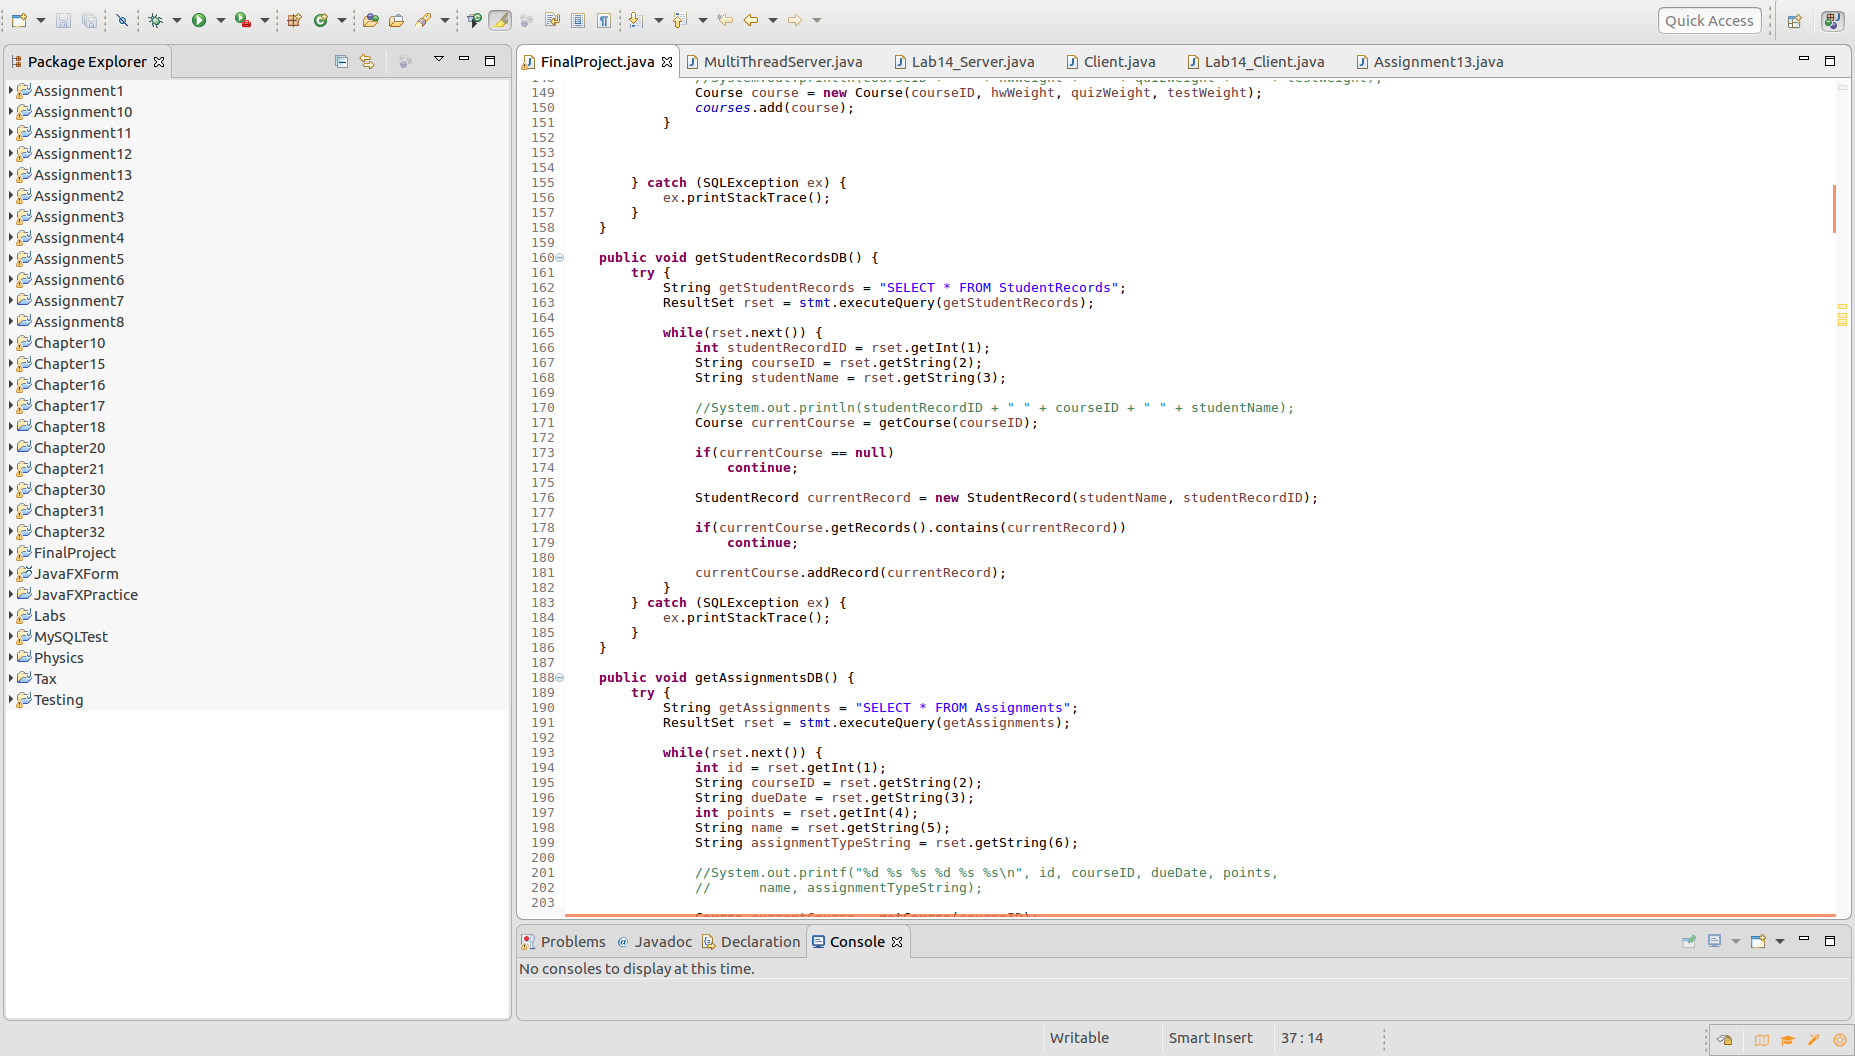 Quick Access
Package Explorer
Assignment1
Assignment10
Assignment11
Assignment12
Assignment13
Assignment2
Assignment3
Assignment4
Assignment5
Assignment6
Assignment7
Assignment8
Chapter10
Chapter15
Chapter16
Chapter17
Chapter18
Chapter20
Chapter21
Chapter30
Chapter31
Chapter32
FinalProject
JavaFXForm
JavaFXPractice
Labs
MySQLTest
Physics
Tax
Testing
FinalProject.java MultiThreadServer.java Lab14_Server.java Client.java Lab14_Client.java Assignment13.java
149 Course course = new Course(courseID, hwWeight, quizWeight, testWeight);
150 courses.add(course);
151 }
152
153
154
155 } catch (SQLException ex) {
156 ex.printStackTrace();
157 }
158 }
159
160 public void getStudentRecordsDB() {
161 try {
162 String getStudentRecords = "SELECT * FROM StudentRecords";
163 ResultSet rset = stmt.executeQuery(getStudentRecords);
164
165 while(rset.next()) {
166 int studentRecordID = rset.getInt(1);
167 String courseID = rset.getString(2);
168 String studentName = rset.getString(3);
169
170 //System.out.println(studentRecordID + " " + courseID + " " + studentName);
171 Course currentCourse = getCourse(courseID);
172
173 if(currentCourse == null)
174 continue;
175
176 StudentRecord currentRecord = new StudentRecord(studentName, studentRecordID);
177
178 if(currentCourse.getRecords().contains(currentRecord))
179 continue;
180
181 currentCourse.addRecord(currentRecord);
182 }
183 } catch (SQLException ex) {
184 ex.printStackTrace();
185 }
186 }
187
188 public void getAssignmentsDB() {
189 try {
190 String getAssignments = "SELECT * FROM Assignments";
191 ResultSet rset = stmt.executeQuery(getAssignments);
192
193 while(rset.next()) {
194 int id = rset.getInt(1);
195 String courseID = rset.getString(2);
196 String dueDate = rset.getString(3);
197 int points = rset.getInt(4);
198 String name = rset.getString(5);
199 String assignmentTypeString = rset.getString(6);
200
201 //System.out.printf("%d %s %s %d %s %s\n", id, courseID, dueDate, points,
202 // name, assignmentTypeString);
203
Problems Javadoc Declaration Console
No consoles to display at this time.
Writable Smart Insert 37 : 14